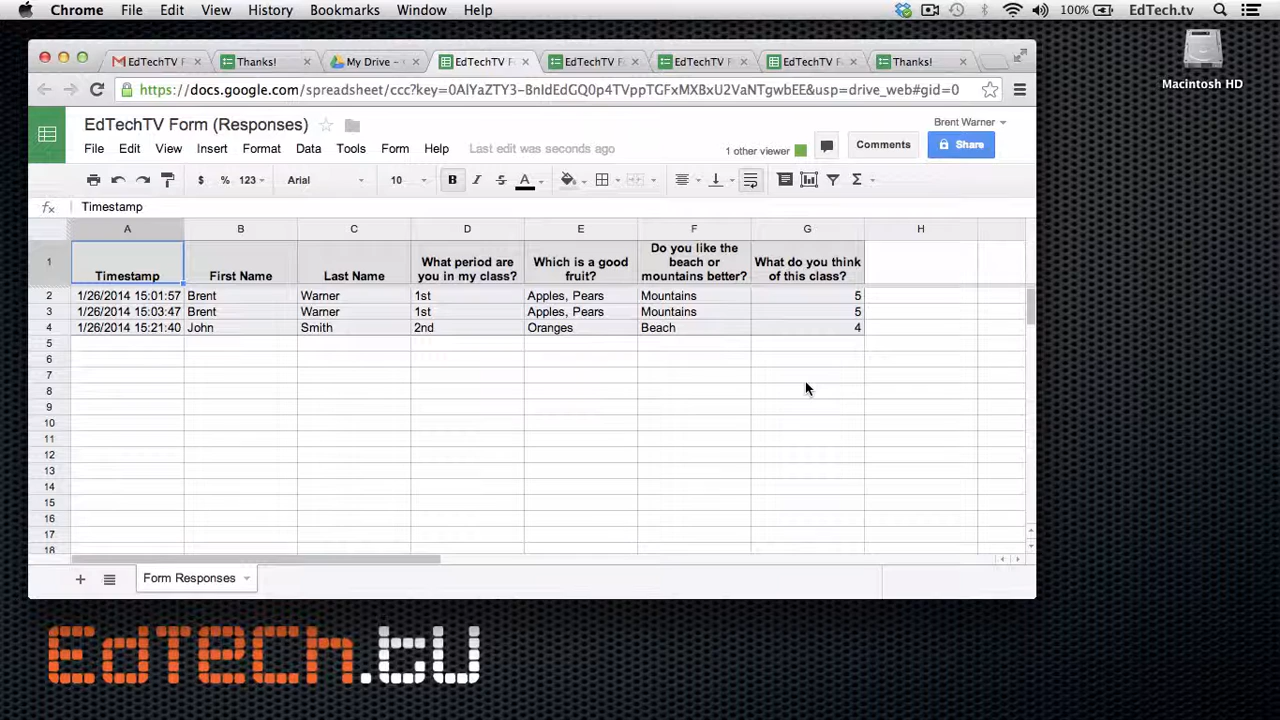 Chrome File Edit View History Bookmarks Window Help 100% EdTech.tv
EdTechTV F Thanks! My Drive – EdTechTV F EdTechTV F EdTechTV F EdTechTV F Thanks!
https://docs.google.com/spreadsheet/ccc?key=0AlYaZTY3-BnIdEdGQ0p4TVppTGFxMXBxU2VaNTgwbEE&usp=drive_web#gid=0
Macintosh HD
EdTechTV Form (Responses)
Brent Warner
File Edit View Insert Format Data Tools Form Help Last edit was seconds ago
1 other viewer Comments Share
$ % 123 Arial 10 B I S A Σ
fx Timestamp
A B C D E F G H
1 Timestamp First Name Last Name What period are you in my class? Which is a good fruit? Do you like the beach or mountains better? What do you think of this class?
2 1/26/2014 15:01:57 Brent Warner 1st Apples, Pears Mountains 5
3 1/26/2014 15:03:47 Brent Warner 1st Apples, Pears Mountains 5
4 1/26/2014 15:21:40 John Smith 2nd Oranges Beach 4
5
6
7
8
9
10
11
12
13
14
15
16
17
18
+ Form Responses
EdTech.tv